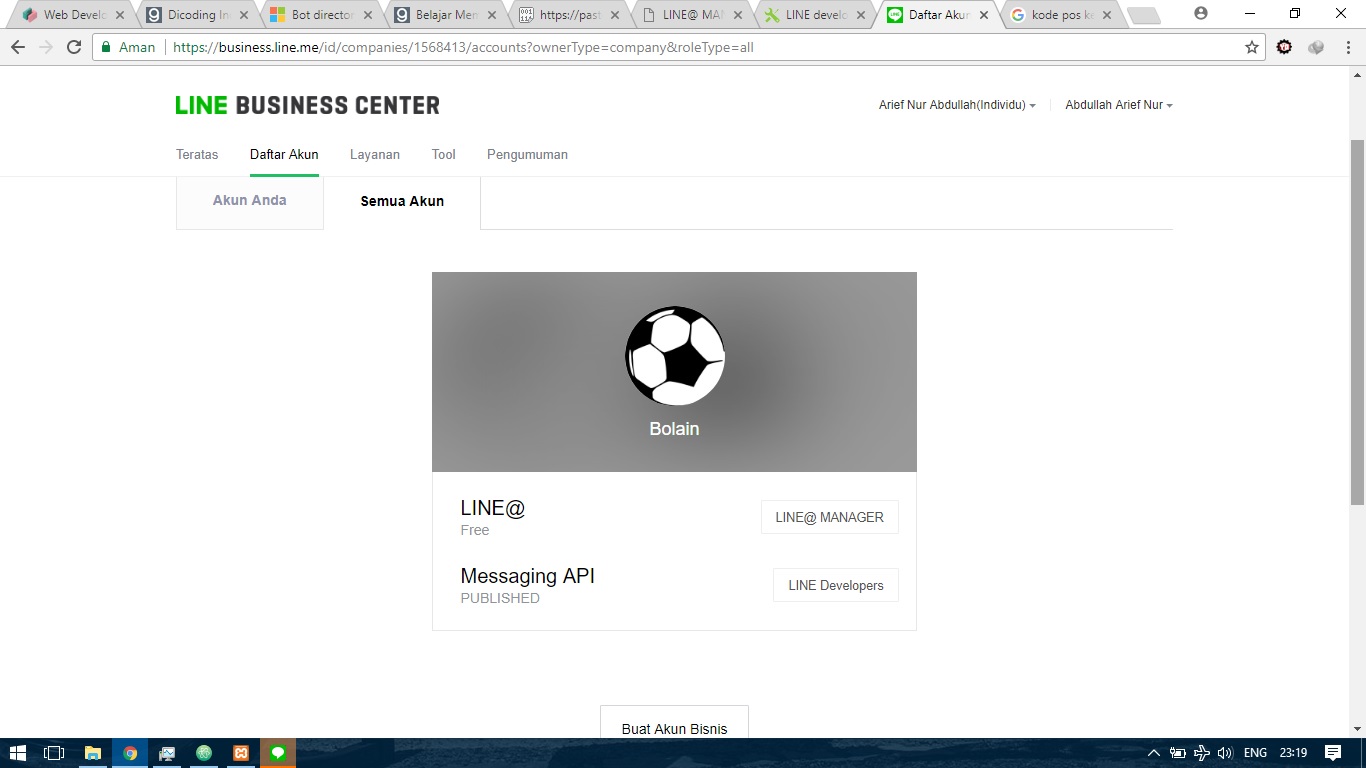 Web Develo
Dicoding In
Bot director
Belajar Men
https://past
LINE@ MAN
LINE develo
Daftar Akun
kode pos ke
Aman
https://business.line.me/id/companies/1568413/accounts?ownerType=company&roleType=all
LINE BUSINESS CENTER
Arief Nur Abdullah(Individu)
Abdullah Arief Nur
Teratas
Daftar Akun
Layanan
Tool
Pengumuman
Akun Anda
Semua Akun
Bolain
LINE@
Free
LINE@ MANAGER
Messaging API
PUBLISHED
LINE Developers
Buat Akun Bisnis
ENG
23:19